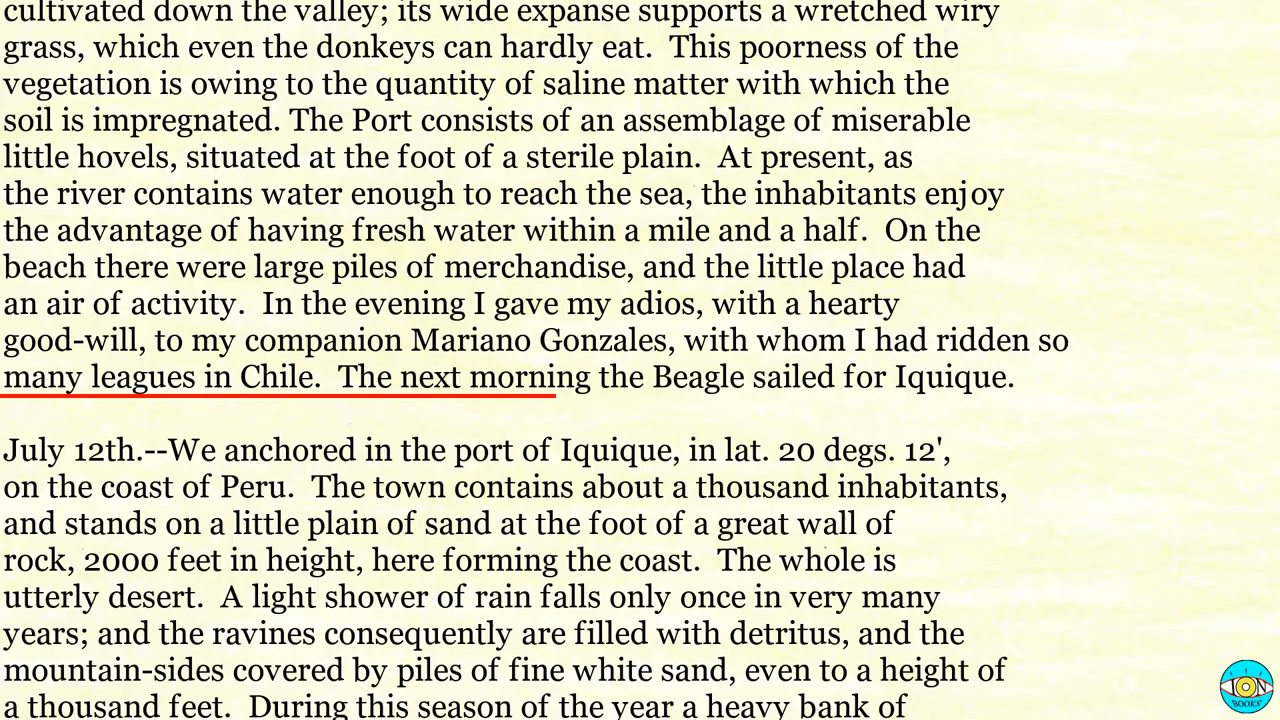 cultivated down the valley; its wide expanse supports a wretched wiry
grass, which even the donkeys can hardly eat.  This poorness of the
vegetation is owing to the quantity of saline matter with which the
soil is impregnated. The Port consists of an assemblage of miserable
little hovels, situated at the foot of a sterile plain.  At present, as
the river contains water enough to reach the sea, the inhabitants enjoy
the advantage of having fresh water within a mile and a half.  On the
beach there were large piles of merchandise, and the little place had
an air of activity.  In the evening I gave my adios, with a hearty
good-will, to my companion Mariano Gonzales, with whom I had ridden so
many leagues in Chile.  The next morning the Beagle sailed for Iquique.
July 12th.--We anchored in the port of Iquique, in lat. 20 degs. 12',
on the coast of Peru.  The town contains about a thousand inhabitants,
and stands on a little plain of sand at the foot of a great wall of
rock, 2000 feet in height, here forming the coast.  The whole is
utterly desert.  A light shower of rain falls only once in very many
years; and the ravines consequently are filled with detritus, and the
mountain-sides covered by piles of fine white sand, even to a height of
a thousand feet.  During this season of the year a heavy bank of
ION
BOOKS